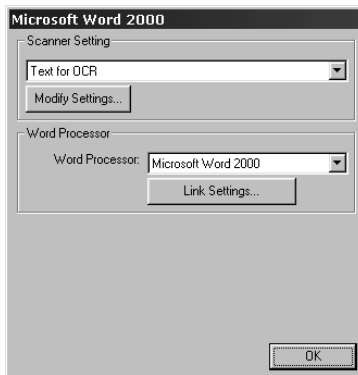 Microsoft Word 2000
Scanner Setting
Text for OCR
Modify Settings...
Word Processor
Word Processor: Microsoft Word 2000
Link Settings...
OK